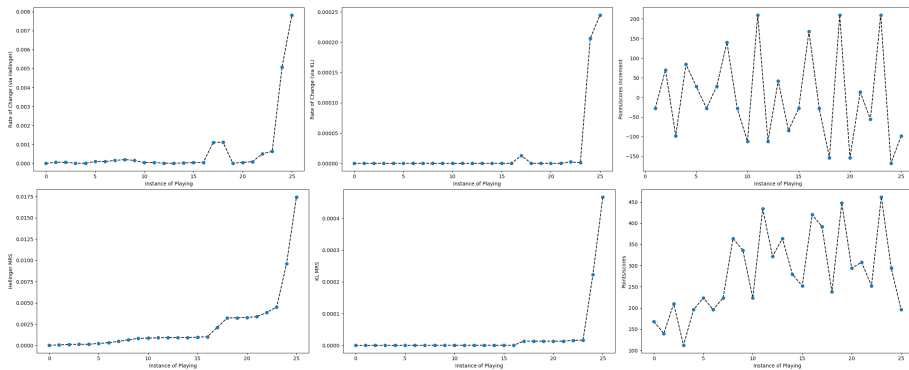 Rate of Change (via Hellinger)
0.008
0.007
0.006
0.005
0.004
0.003
0.002
0.001
0.000
0 5 10 15 20 25
Instance of Playing
Rate of Change (via KL)
0.00025
0.00020
0.00015
0.00010
0.00005
0.00000
0 5 10 15 20 25
Instance of Playing
Points/scores increment
200
150
100
50
0
−50
−100
−150
0 5 10 15 20 25
Instance of Playing
Hellinger MRS
0.0175
0.0150
0.0125
0.0100
0.0075
0.0050
0.0025
0.0000
0 5 10 15 20 25
Instance of Playing
KL MRS
0.0004
0.0003
0.0002
0.0001
0.0000
0 5 10 15 20 25
Instance of Playing
Points/scores
450
400
350
300
250
200
150
100
0 5 10 15 20 25
Instance of Playing